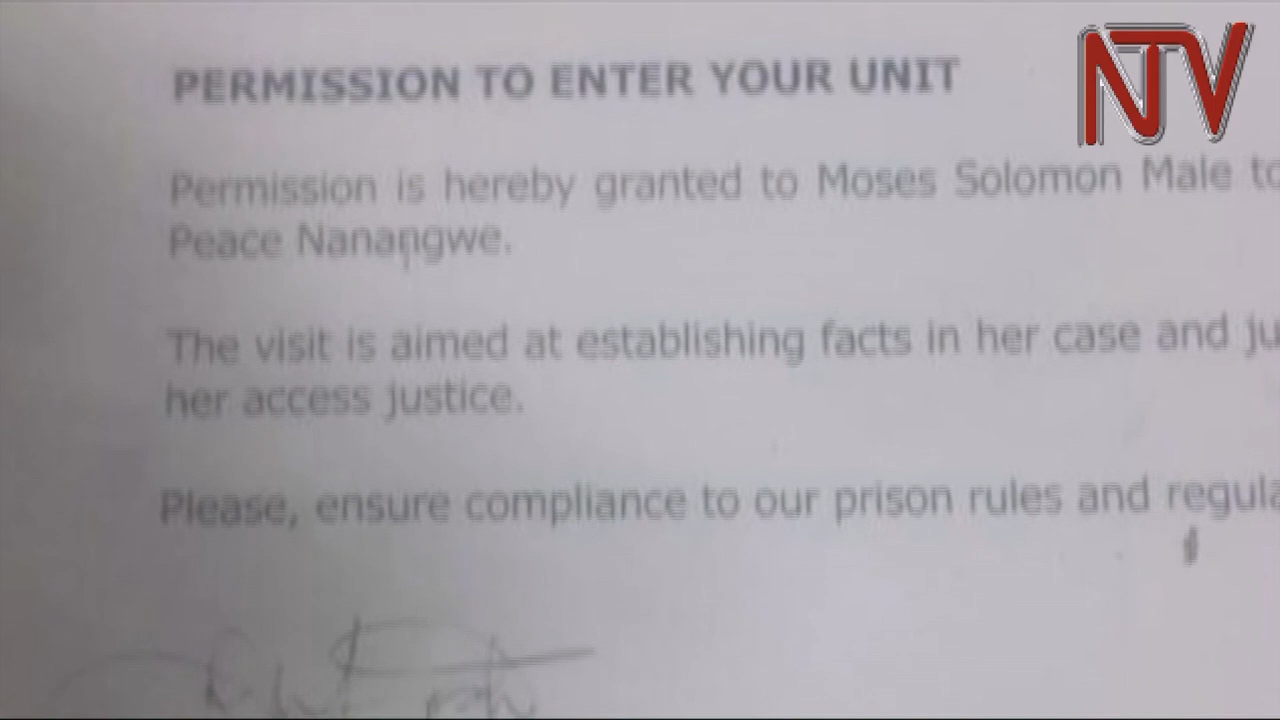 NTV
PERMISSION TO ENTER YOUR UNIT
Permission is hereby granted to Moses Solomon Male to
Peace Nanangwe.
The visit is aimed at establishing facts in her case and ju
her access justice.
Please, ensure compliance to our prison rules and regula